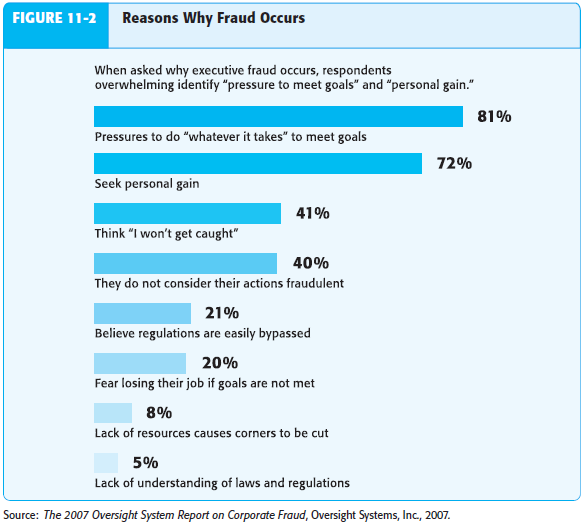 FIGURE 11-2 Reasons Why Fraud Occurs
When asked why executive fraud occurs, respondents
overwhelming identify “pressure to meet goals” and “personal gain.”
81%
Pressures to do “whatever it takes” to meet goals
72%
Seek personal gain
41%
Think “I won’t get caught”
40%
They do not consider their actions fraudulent
21%
Believe regulations are easily bypassed
20%
Fear losing their job if goals are not met
8%
Lack of resources causes corners to be cut
5%
Lack of understanding of laws and regulations
Source: The 2007 Oversight System Report on Corporate Fraud, Oversight Systems, Inc., 2007.